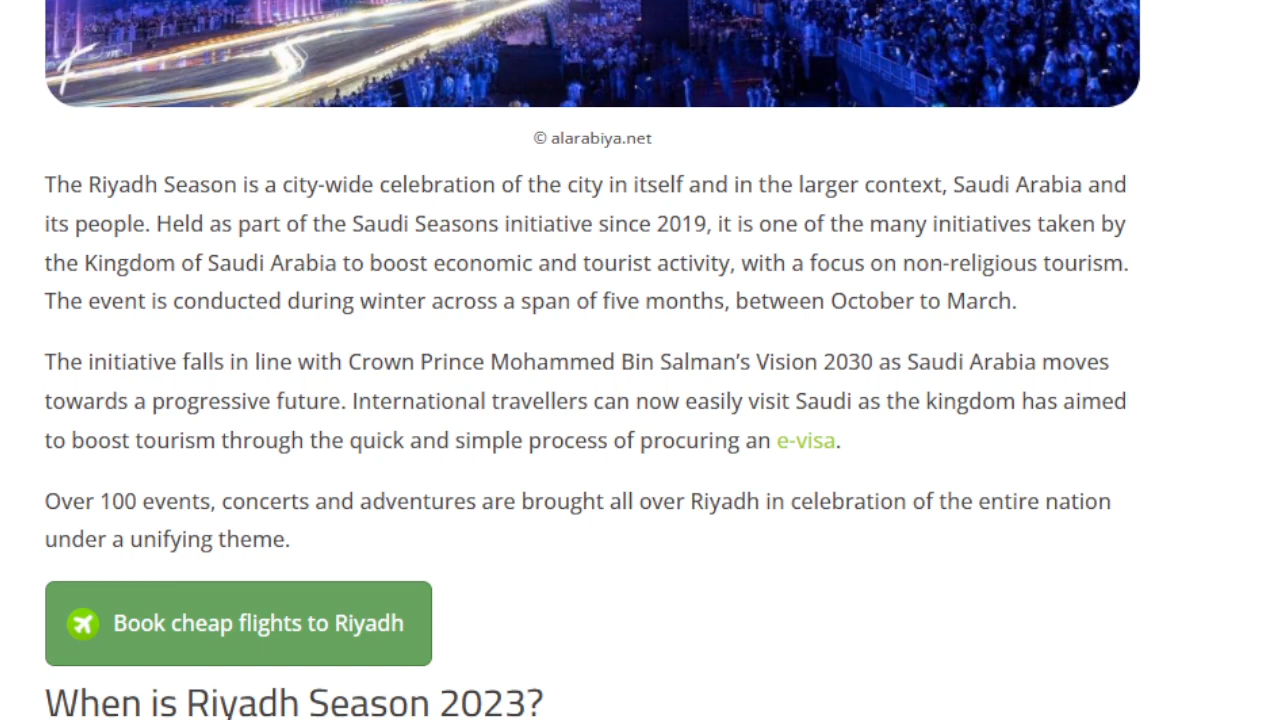 © alarabiya.net
The Riyadh Season is a city-wide celebration of the city in itself and in the larger context, Saudi Arabia and
its people. Held as part of the Saudi Seasons initiative since 2019, it is one of the many initiatives taken by
the Kingdom of Saudi Arabia to boost economic and tourist activity, with a focus on non-religious tourism.
The event is conducted during winter across a span of five months, between October to March.
The initiative falls in line with Crown Prince Mohammed Bin Salman’s Vision 2030 as Saudi Arabia moves
towards a progressive future. International travellers can now easily visit Saudi as the kingdom has aimed
to boost tourism through the quick and simple process of procuring an e-visa.
Over 100 events, concerts and adventures are brought all over Riyadh in celebration of the entire nation
under a unifying theme.
Book cheap flights to Riyadh
When is Riyadh Season 2023?